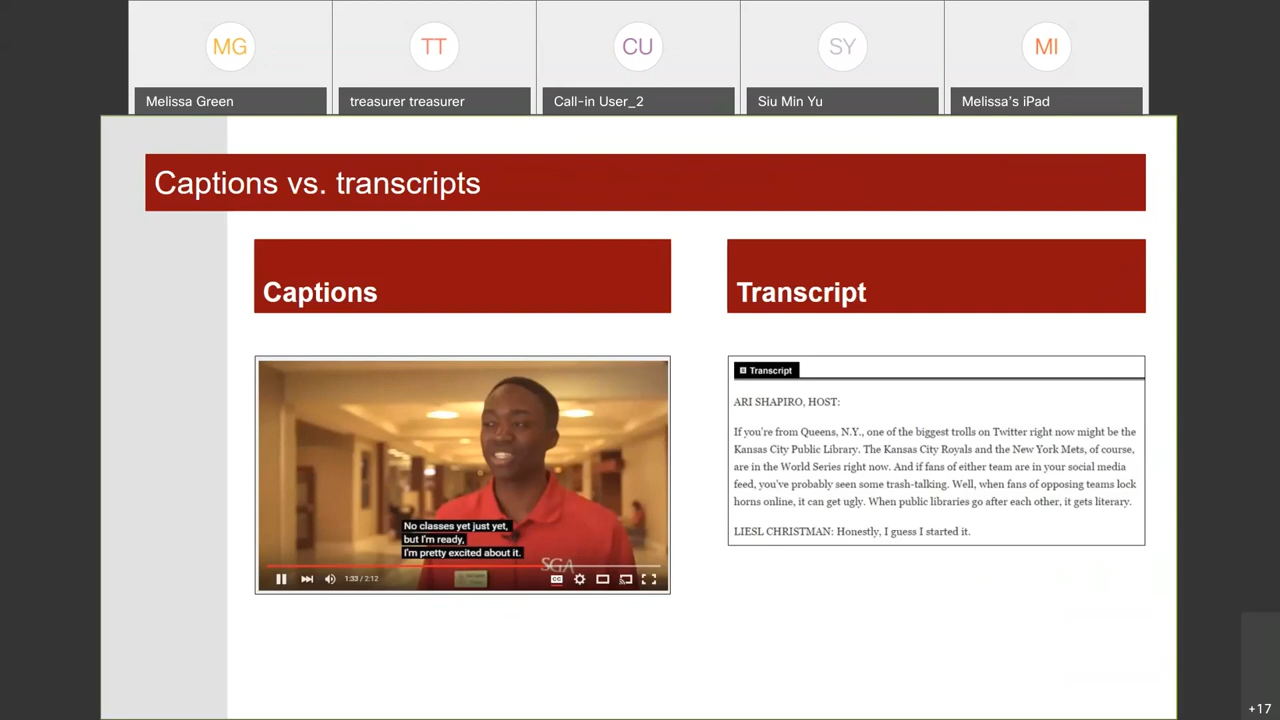 MG
TT
CU
SY
MI
Melissa Green
treasurer treasurer
Call-in User_2
Siu Min Yu
Melissa's iPad
Captions vs. transcripts
Captions
Transcript
No classes yet just yet,
but I'm ready,
I'm pretty excited about it.
SGA
1:33 / 2:12
CC
Transcript
ARI SHAPIRO, HOST:
If you're from Queens, N.Y., one of the biggest trolls on Twitter right now might be the
Kansas City Public Library. The Kansas City Royals and the New York Mets, of course,
are in the World Series right now. And if fans of either team are in your social media
feed, you've probably seen some trash-talking. Well, when fans of opposing teams lock
horns online, it can get ugly. When public libraries go after each other, it gets literary.
LIESL CHRISTMAN: Honestly, I guess I started it.
+17